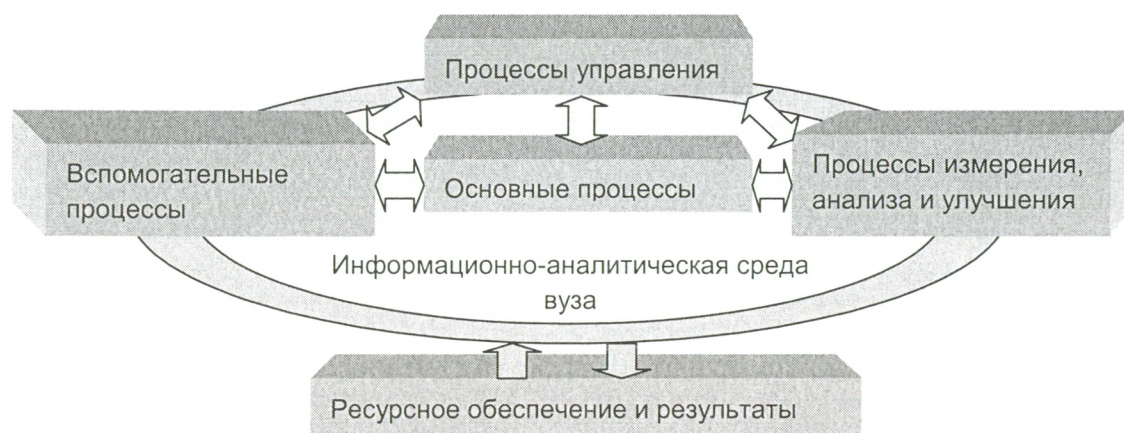 Процессы управления
Вспомогательные
процессы
Основные процессы
Процессы измерения,
анализа и улучшения
Информационно-аналитическая среда
вуза
Ресурсное обеспечение и результаты